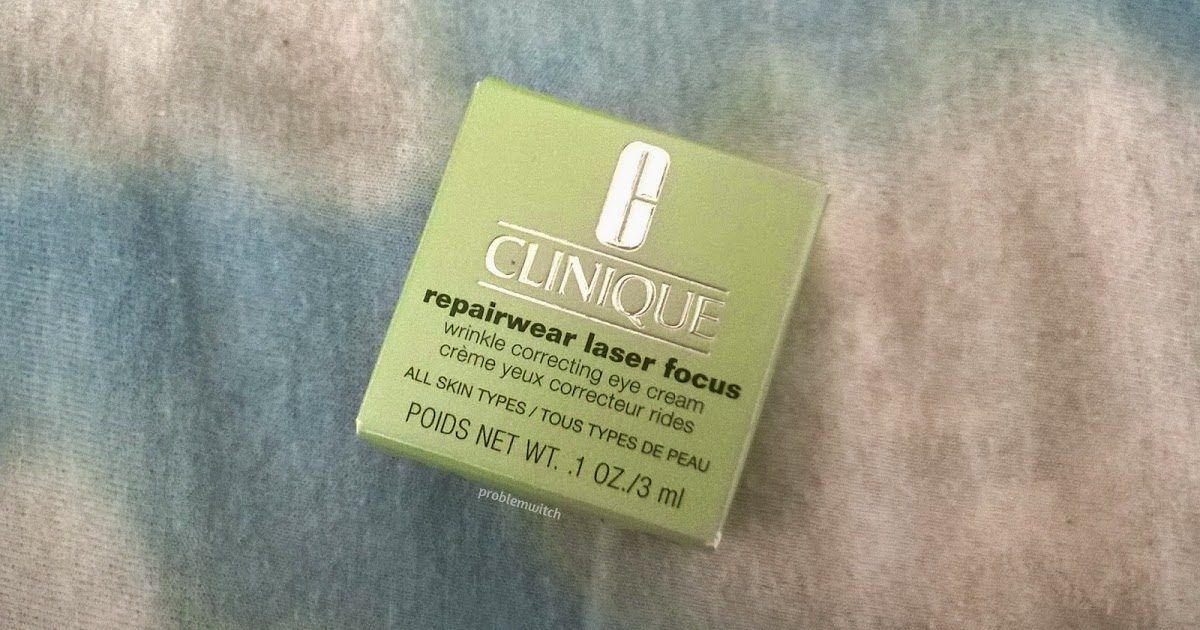 CLINIQUE
repairwear laser focus
wrinkle correcting eye cream
crème yeux correcteur rides
ALL SKIN TYPES / TOUS TYPES DE PEAU
POIDS NET WT. .1 OZ./3 ml
problemwitch